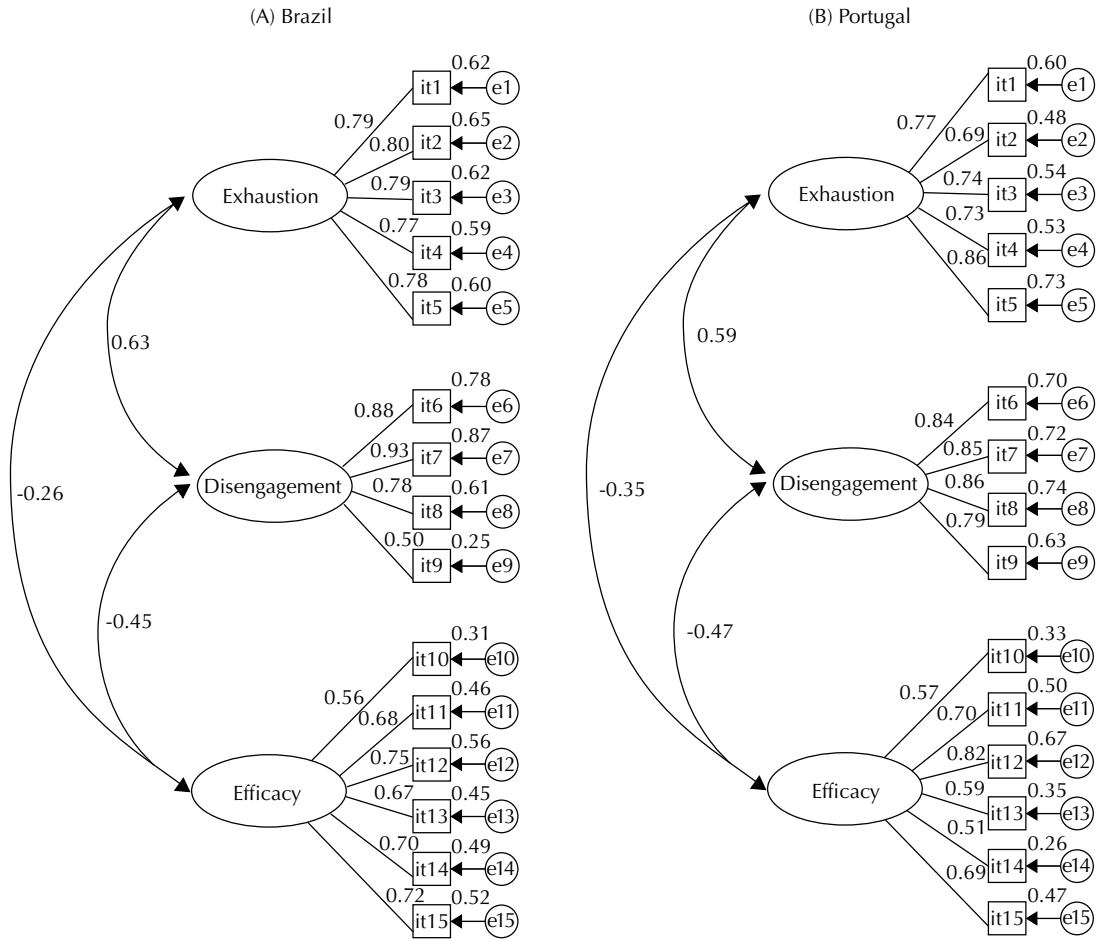 (A) Brazil
Exhaustion
0.79
it1
0.62
e1
0.80
it2
0.65
e2
0.79
it3
0.62
e3
0.77
it4
0.59
e4
0.78
it5
0.60
e5
0.63
Disengagement
0.88
it6
0.78
e6
0.93
it7
0.87
e7
0.78
it8
0.61
e8
0.50
it9
0.25
e9
-0.26
-0.45
Efficacy
0.56
it10
0.31
e10
0.68
it11
0.46
e11
0.75
it12
0.56
e12
0.67
it13
0.45
e13
0.70
it14
0.49
e14
0.72
it15
0.52
e15
(B) Portugal
Exhaustion
0.77
it1
0.60
e1
0.69
it2
0.48
e2
0.74
it3
0.54
e3
0.73
it4
0.53
e4
0.86
it5
0.73
e5
0.59
Disengagement
0.84
it6
0.70
e6
0.85
it7
0.72
e7
0.86
it8
0.74
e8
0.79
it9
0.63
e9
-0.35
-0.47
Efficacy
0.57
it10
0.33
e10
0.70
it11
0.50
e11
0.82
it12
0.67
e12
0.59
it13
0.35
e13
0.51
it14
0.26
e14
0.69
it15
0.47
e15